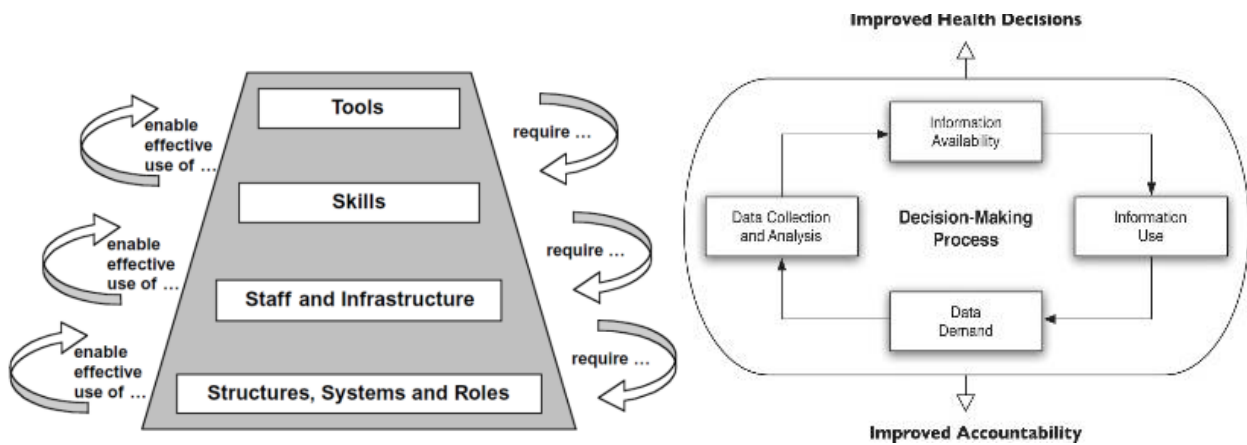 Tools
enable
effective
use of ...
require ...
Skills
enable
effective
use of ...
require ...
Staff and Infrastructure
enable
effective
use of ...
require ...
Structures, Systems and Roles
Improved Health Decisions
Information
Availability
Data Collection
and Analysis
Decision-Making
Process
Information
Use
Data
Demand
Improved Accountability